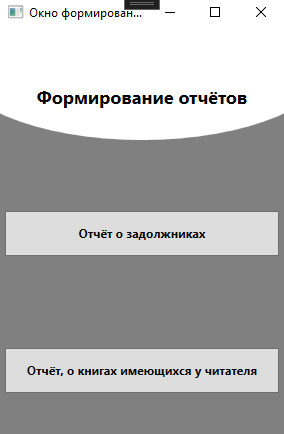 Окно формирован...
Формирование отчётов
Отчёт о задолжниках
Отчёт, о книгах имеющихся у читателя